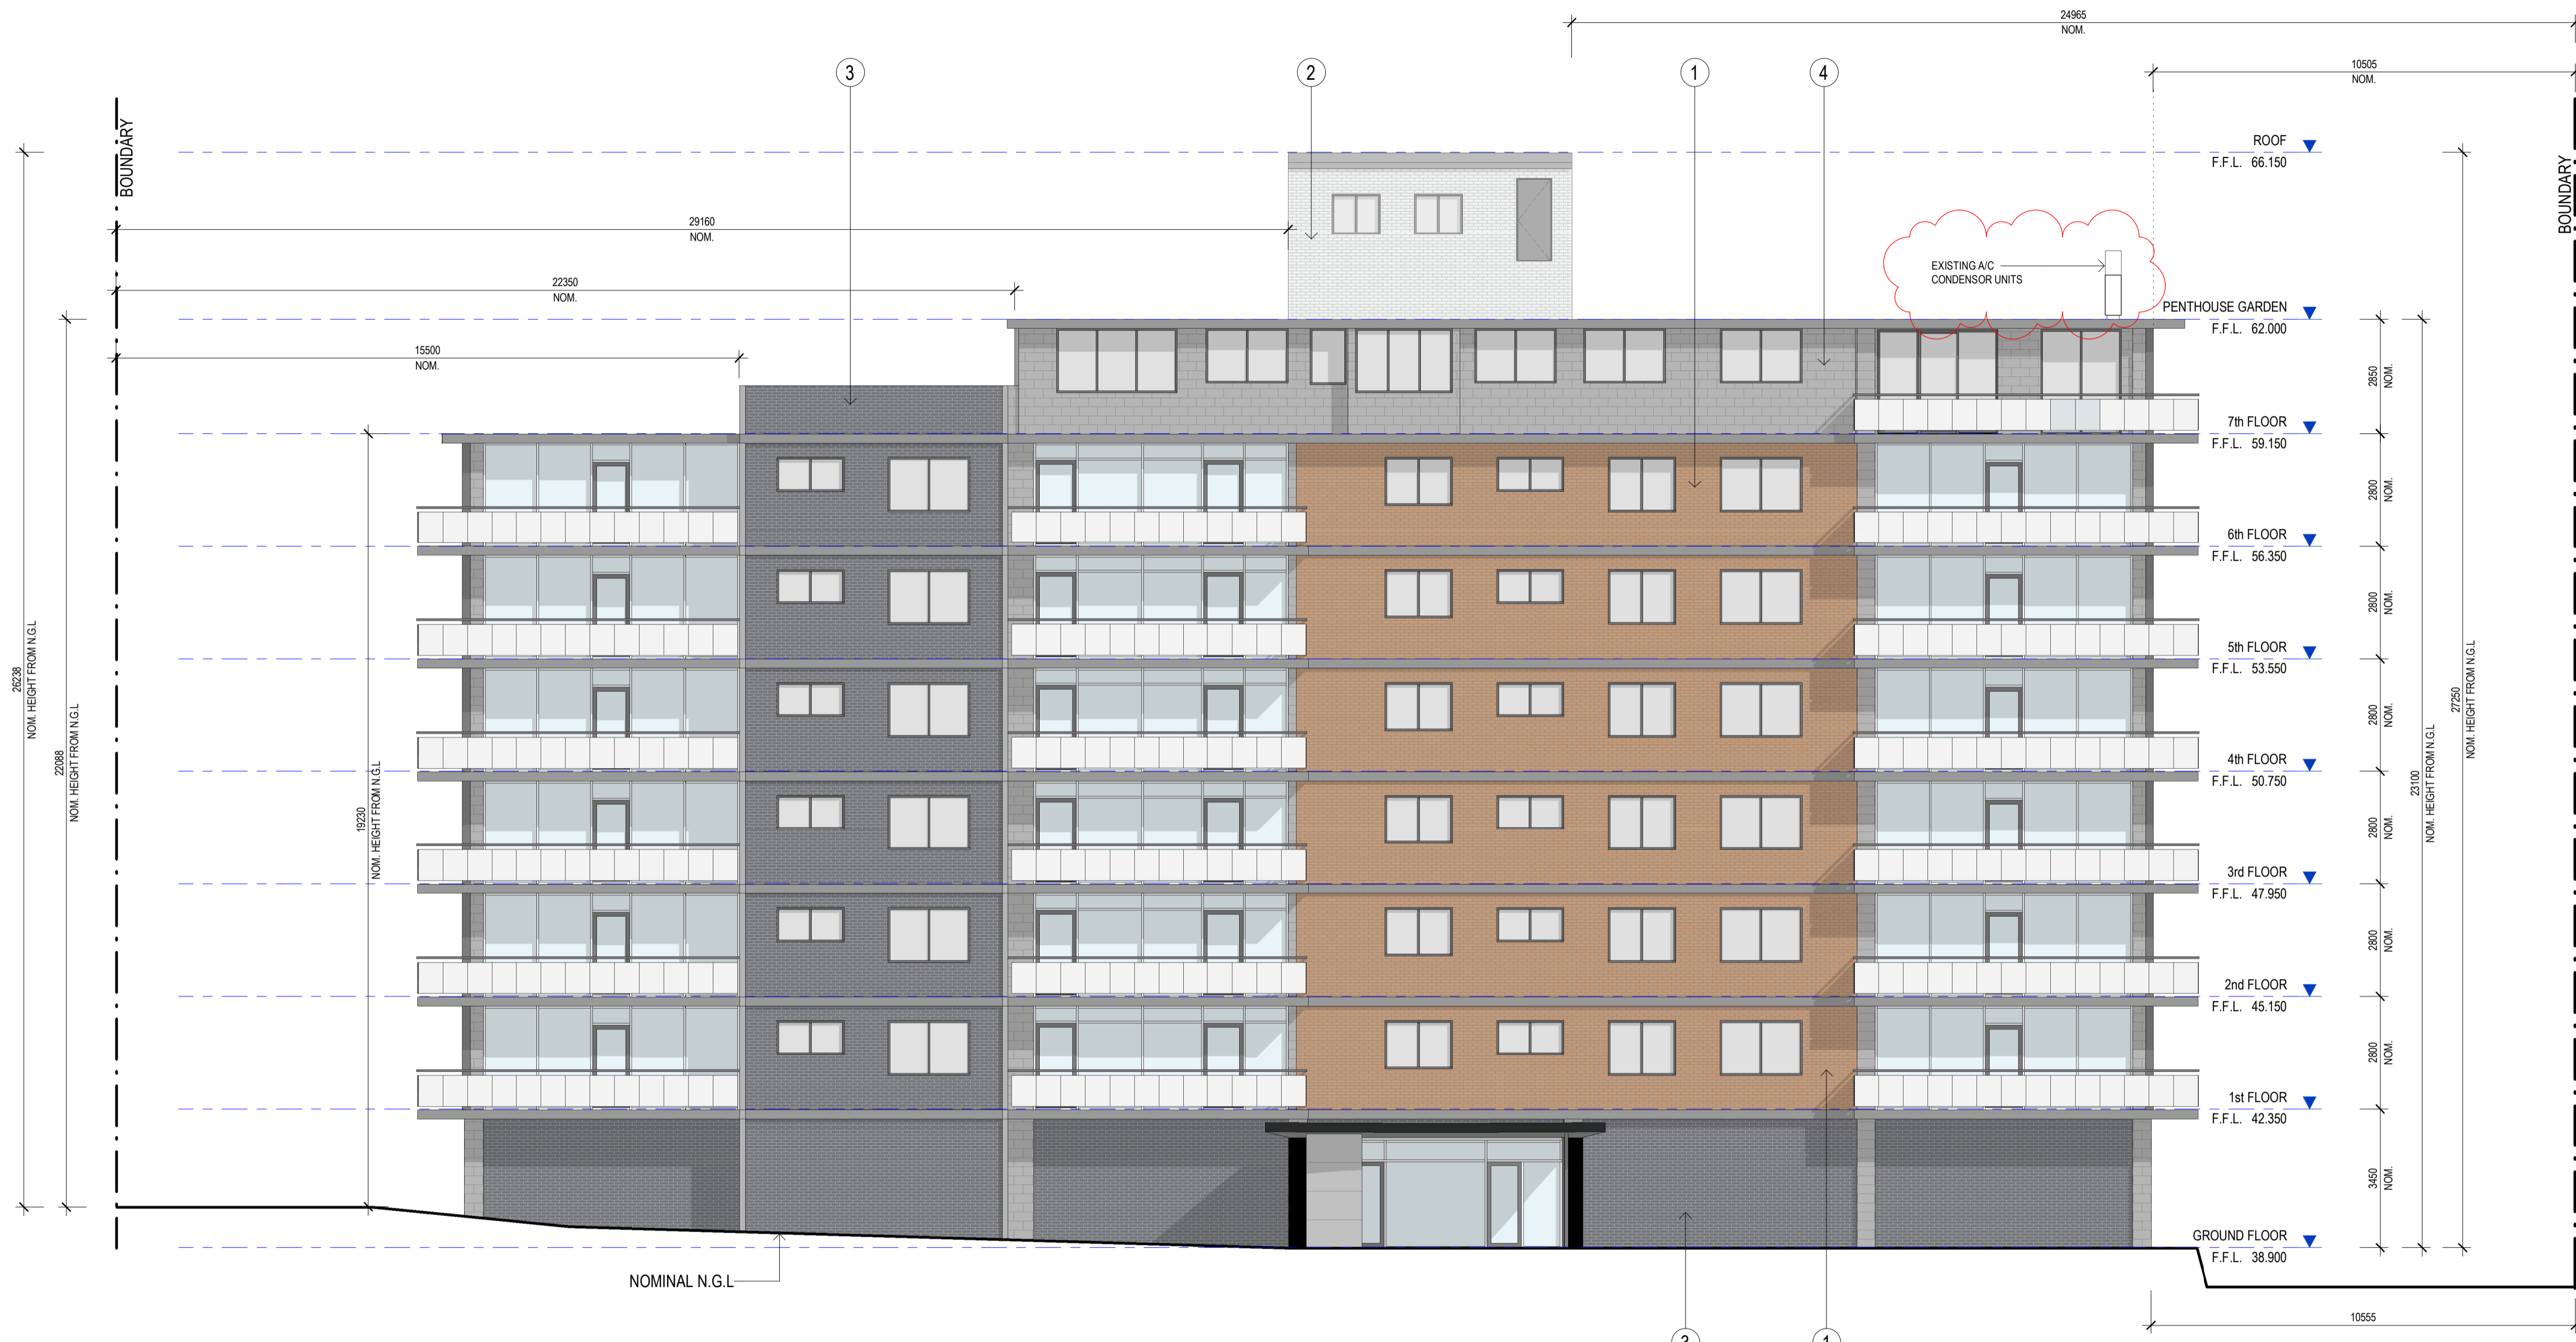 24965
NOM.
10505
NOM.
3
2
1
4
BOUNDARY
BOUNDARY
ROOF
F.F.L. 66.150
29160
NOM.
EXISTING A/C
CONDENSOR UNITS
22350
NOM.
PENTHOUSE GARDEN
F.F.L. 62.000
15500
NOM.
2850
NOM.
7th FLOOR
F.F.L. 59.150
2800
NOM.
6th FLOOR
F.F.L. 56.350
2800
NOM.
5th FLOOR
F.F.L. 53.550
26238
NOM. HEIGHT FROM N.G.L
22088
NOM. HEIGHT FROM N.G.L
19230
NOM. HEIGHT FROM N.G.L
2800
NOM.
27250
NOM. HEIGHT FROM N.G.L
23100
NOM. HEIGHT FROM N.G.L
4th FLOOR
F.F.L. 50.750
2800
NOM.
3rd FLOOR
F.F.L. 47.950
2800
NOM.
2nd FLOOR
F.F.L. 45.150
2800
NOM.
1st FLOOR
F.F.L. 42.350
3450
NOM.
GROUND FLOOR
F.F.L. 38.900
NOMINAL N.G.L
10555